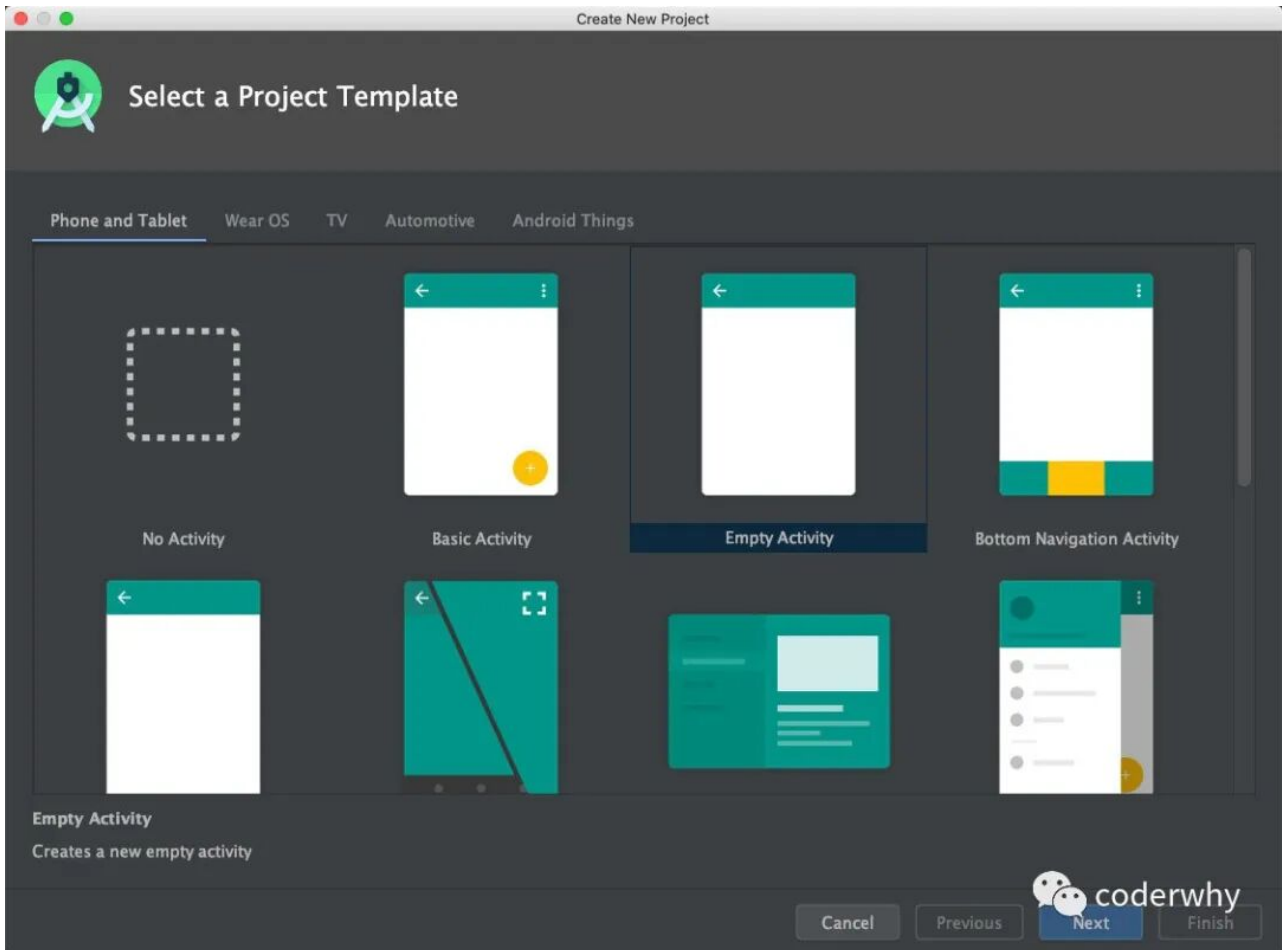 Create New Project
Select a Project Template
Phone and Tablet Wear OS TV Automotive Android Things
No Activity Basic Activity Empty Activity Bottom Navigation Activity
Empty Activity
Creates a new empty activity
coderwhy
Cancel Previous Next Finish